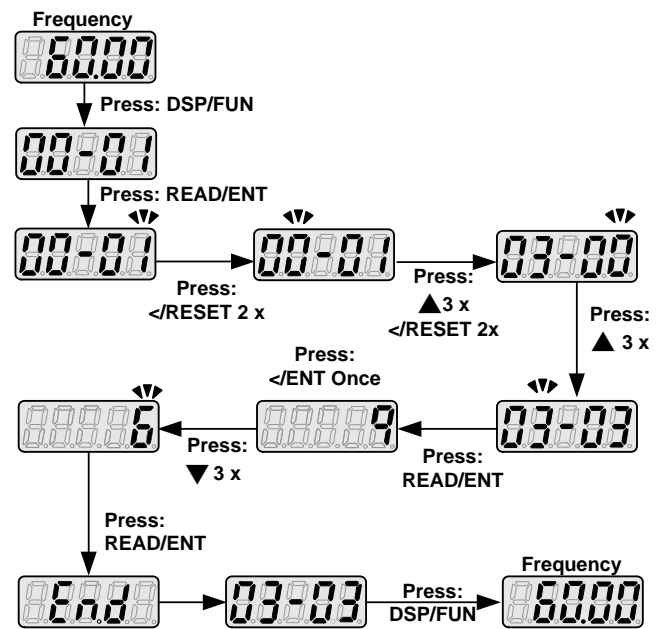 Frequency
60.00
Press: DSP/FUN
00-01
Press: READ/ENT
00-01
Press:
</RESET 2 x
00-01
Press:
▲3 x
</RESET 2x
03-00
Press:
▲ 3 x
03-03
Press:
READ/ENT
Press:
</ENT Once
9
Press:
▼ 3 x
6
Press:
READ/ENT
End
03-03
Press:
DSP/FUN
Frequency
60.00